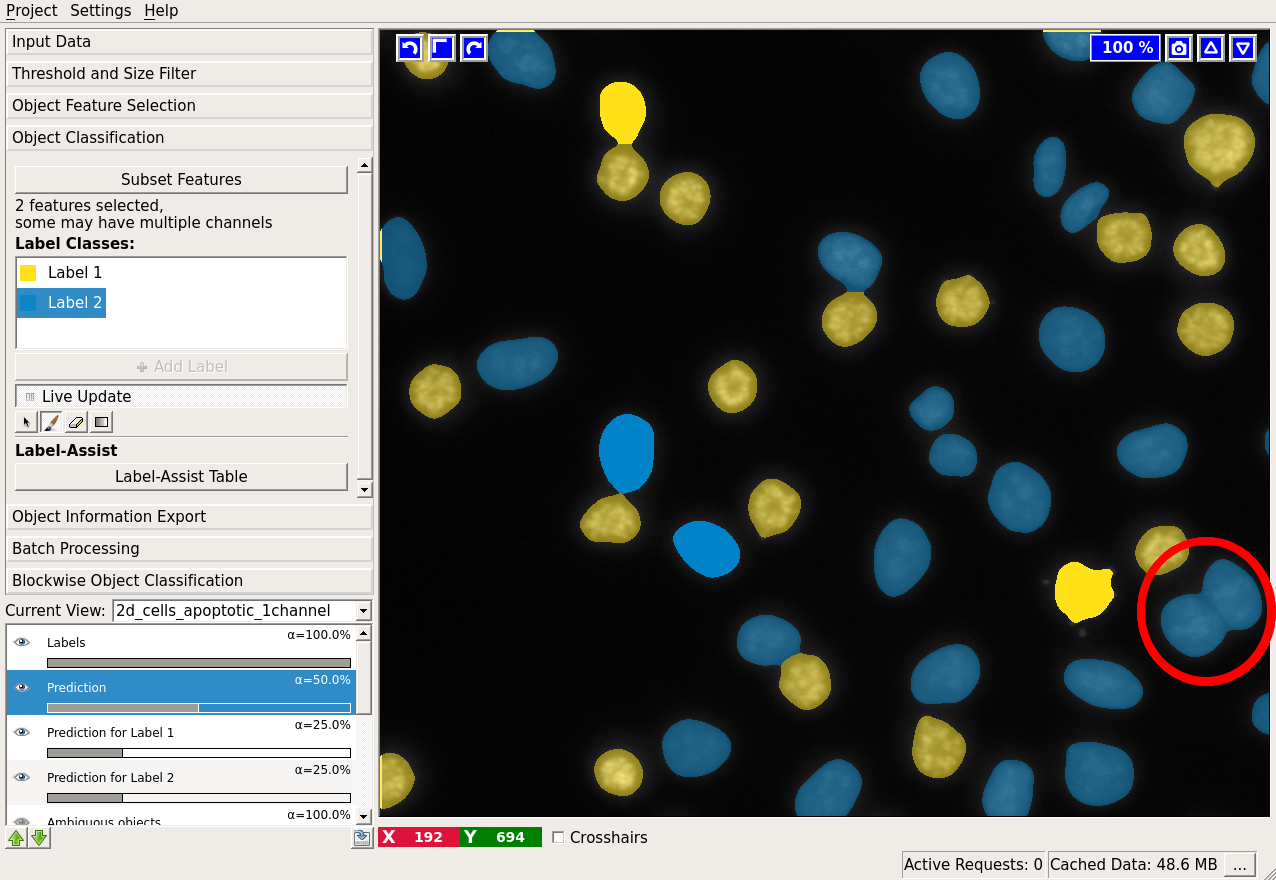 Project Settings Help
Input Data
Threshold and Size Filter
Object Feature Selection
Object Classification
Subset Features
2 features selected,
some may have multiple channels
Label Classes:
Label 1
Label 2
Add Label
Live Update
Label-Assist
Label-Assist Table
Object Information Export
Batch Processing
Blockwise Object Classification
Current View: 2d_cells_apoptotic_1channel
Labels α=100.0%
Prediction α=50.0%
Prediction for Label 1 α=25.0%
Prediction for Label 2 α=25.0%
Ambiguous objects α=100.0%
100 %
X 192 Y 694 Crosshairs
Active Requests: 0 Cached Data: 48.6 MB ...